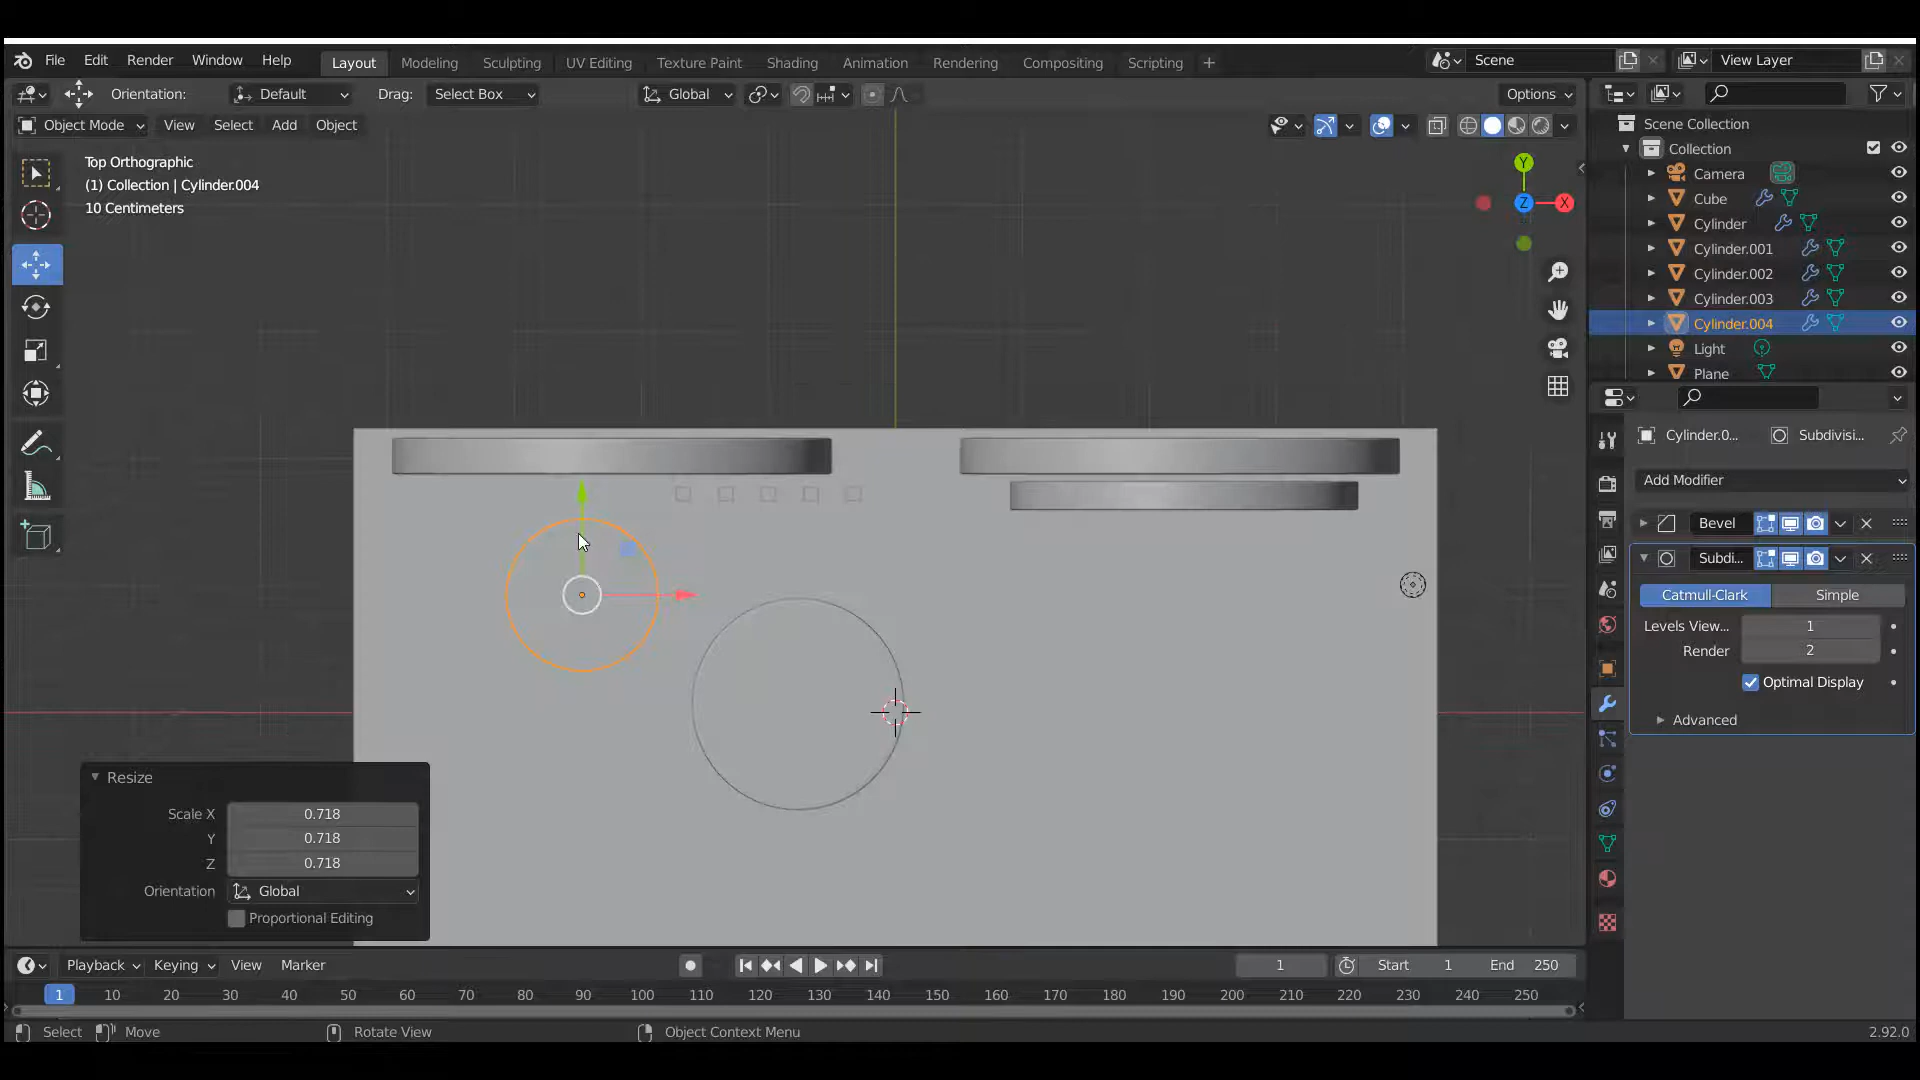 File Edit Render Window Help Layout Modeling Sculpting UV Editing Texture Paint Shading Animation Rendering Compositing Scripting + Scene View Layer
Orientation: Default Drag: Select Box Global Options
Object Mode View Select Add Object
Top Orthographic
(1) Collection | Cylinder.004
10 Centimeters
Y
Z
X
Scene Collection
Collection
Camera
Cube
Cylinder
Cylinder.001
Cylinder.002
Cylinder.003
Cylinder.004
Light
Plane
Cylinder.0... Subdivisi...
Add Modifier
Bevel
Subdi...
Catmull-Clark Simple
Levels View... 1
Render 2
Optimal Display
Advanced
Resize
Scale X 0.718
Y 0.718
Z 0.718
Orientation Global
Proportional Editing
Playback Keying View Marker 1 Start 1 End 250
1 10 20 30 40 50 60 70 80 90 100 110 120 130 140 150 160 170 180 190 200 210 220 230 240 250
Select Move Rotate View Object Context Menu 2.92.0